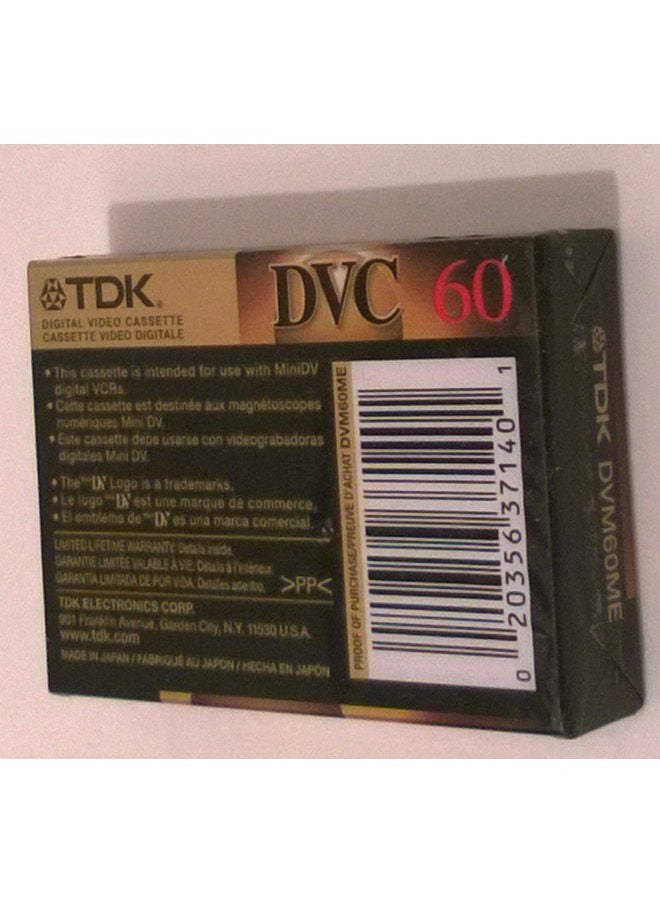 TDK®
DIGITAL VIDEO CASSETTE
CASSETTE VIDEO DIGITALE
DVC 60
• This cassette is intended for use with MiniDV
digital VCRs.
• Cette cassette est destinée aux magnétoscopes
numériques Mini DV.
• Este cassette debe usarse con videograbadoras
digitales Mini DV.
• The Mini DV Logo is a trademarks.
• Le logo Mini DV est une marque de commerce.
• El emblema de Mini DV es una marca comercial.
LIMITED LIFETIME WARRANTY: Details inside.
GARANTIE LIMITÉE VALABLE À VIE: Détails à l'intérieur.
GARANTIA LIMITADA DE POR VIDA: Detalles adentro.
>PP<
TDK ELECTRONICS CORP.
901 Franklin Avenue, Garden City, N.Y. 11530 U.S.A.
www.tdk.com
MADE IN JAPAN / FABRIQUÉ AU JAPON / HECHA EN JAPÓN
PROOF OF PURCHASE/PREUVE D'ACHAT DVM60ME
0 20356 37140 1
TDK DVM60ME